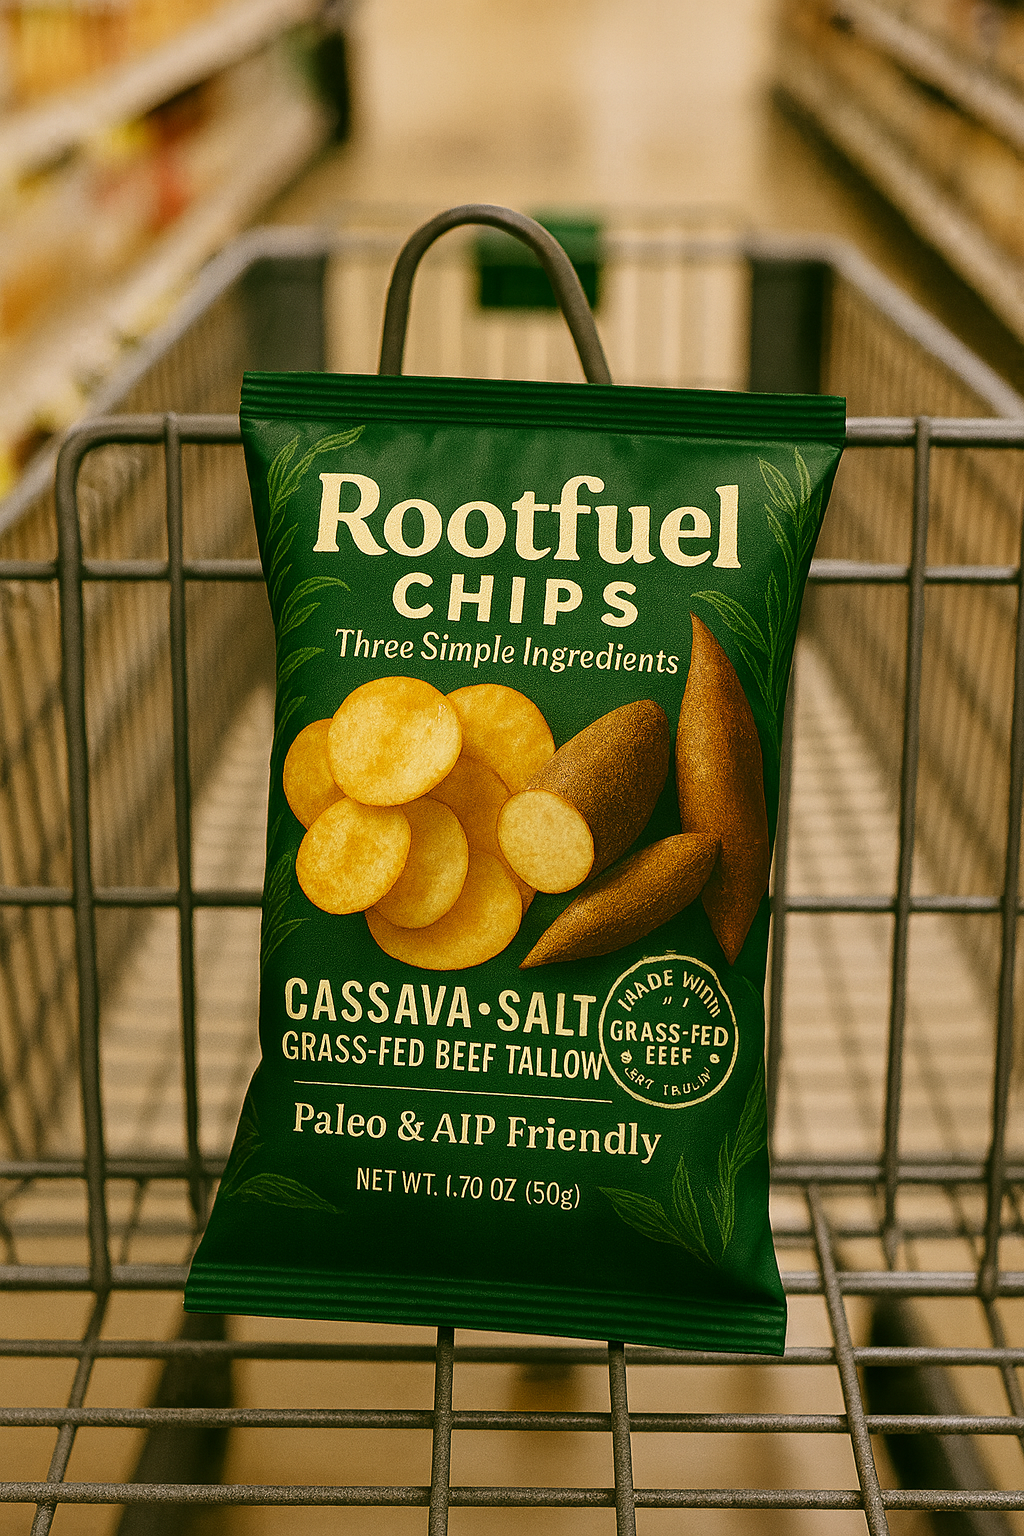 Rootfuel
CHIPS
Three Simple Ingredients
CASSAVA • SALT
GRASS-FED BEEF TALLOW
GRASS-FED
EEEF
Paleo & AIP Friendly
NET WT. 1.70 OZ (50g)